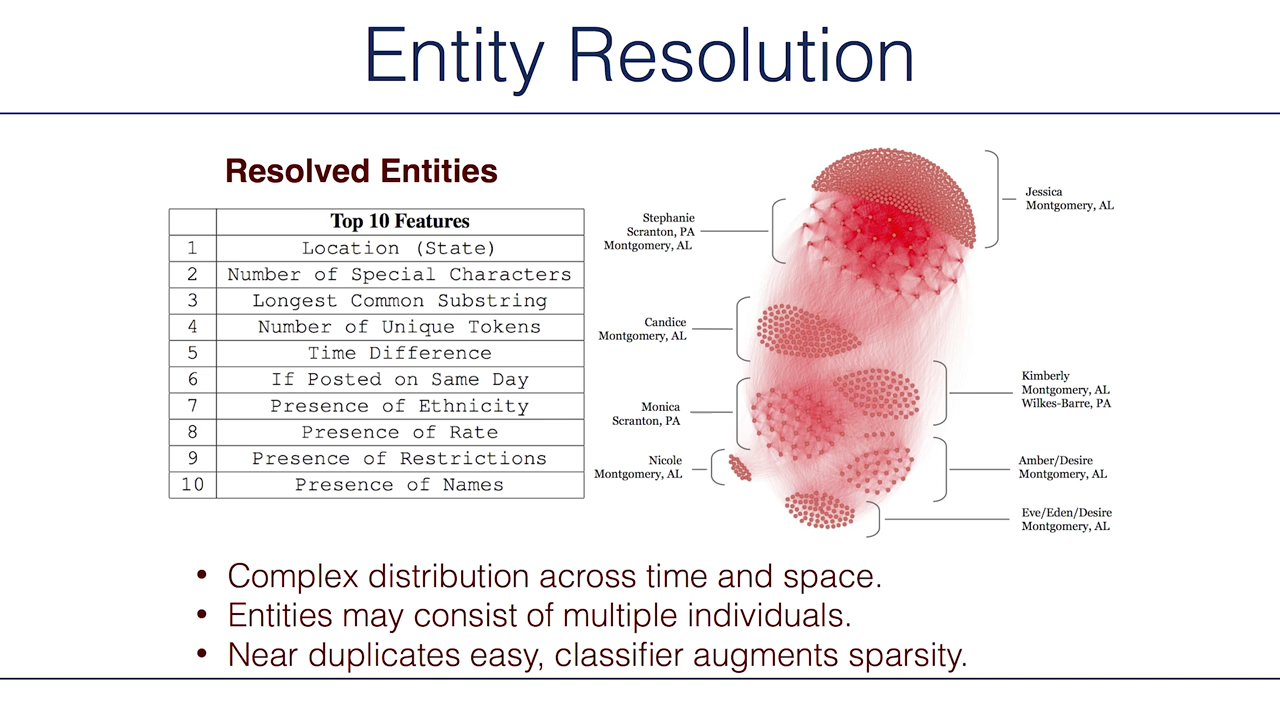 Entity Resolution
Resolved Entities
Top 10 Features
1 Location (State)
2 Number of Special Characters
3 Longest Common Substring
4 Number of Unique Tokens
5 Time Difference
6 If Posted on Same Day
7 Presence of Ethnicity
8 Presence of Rate
9 Presence of Restrictions
10 Presence of Names
Stephanie
Scranton, PA
Montgomery, AL
Candice
Montgomery, AL
Monica
Scranton, PA
Nicole
Montgomery, AL
Jessica
Montgomery, AL
Kimberly
Montgomery, AL
Wilkes-Barre, PA
Amber/Desire
Montgomery, AL
Eve/Eden/Desire
Montgomery, AL
• Complex distribution across time and space.
• Entities may consist of multiple individuals.
• Near duplicates easy, classifier augments sparsity.